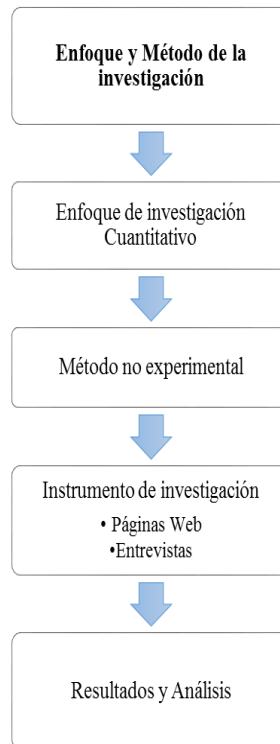 Enfoque y Método de la
investigación
Enfoque de investigación
Cuantitativo
Método no experimental
Instrumento de investigación
• Páginas Web
•Entrevistas
Resultados y Análisis